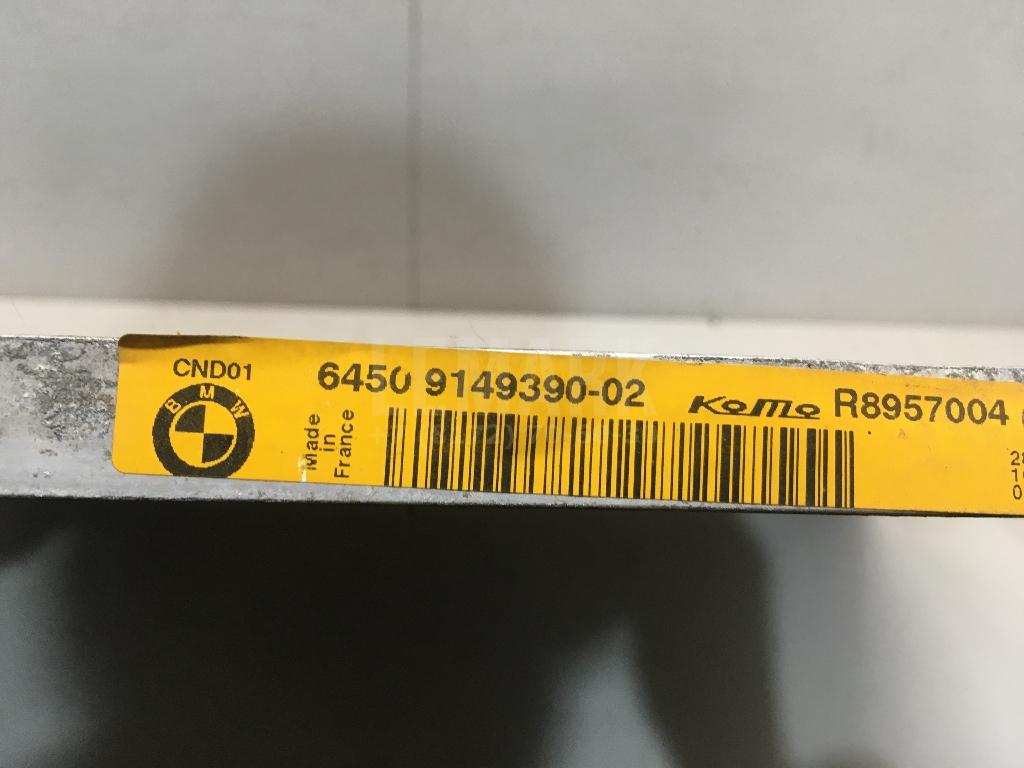 CND01
BMW
6450 9149390-02
Made
in
France
KoMo R8957004